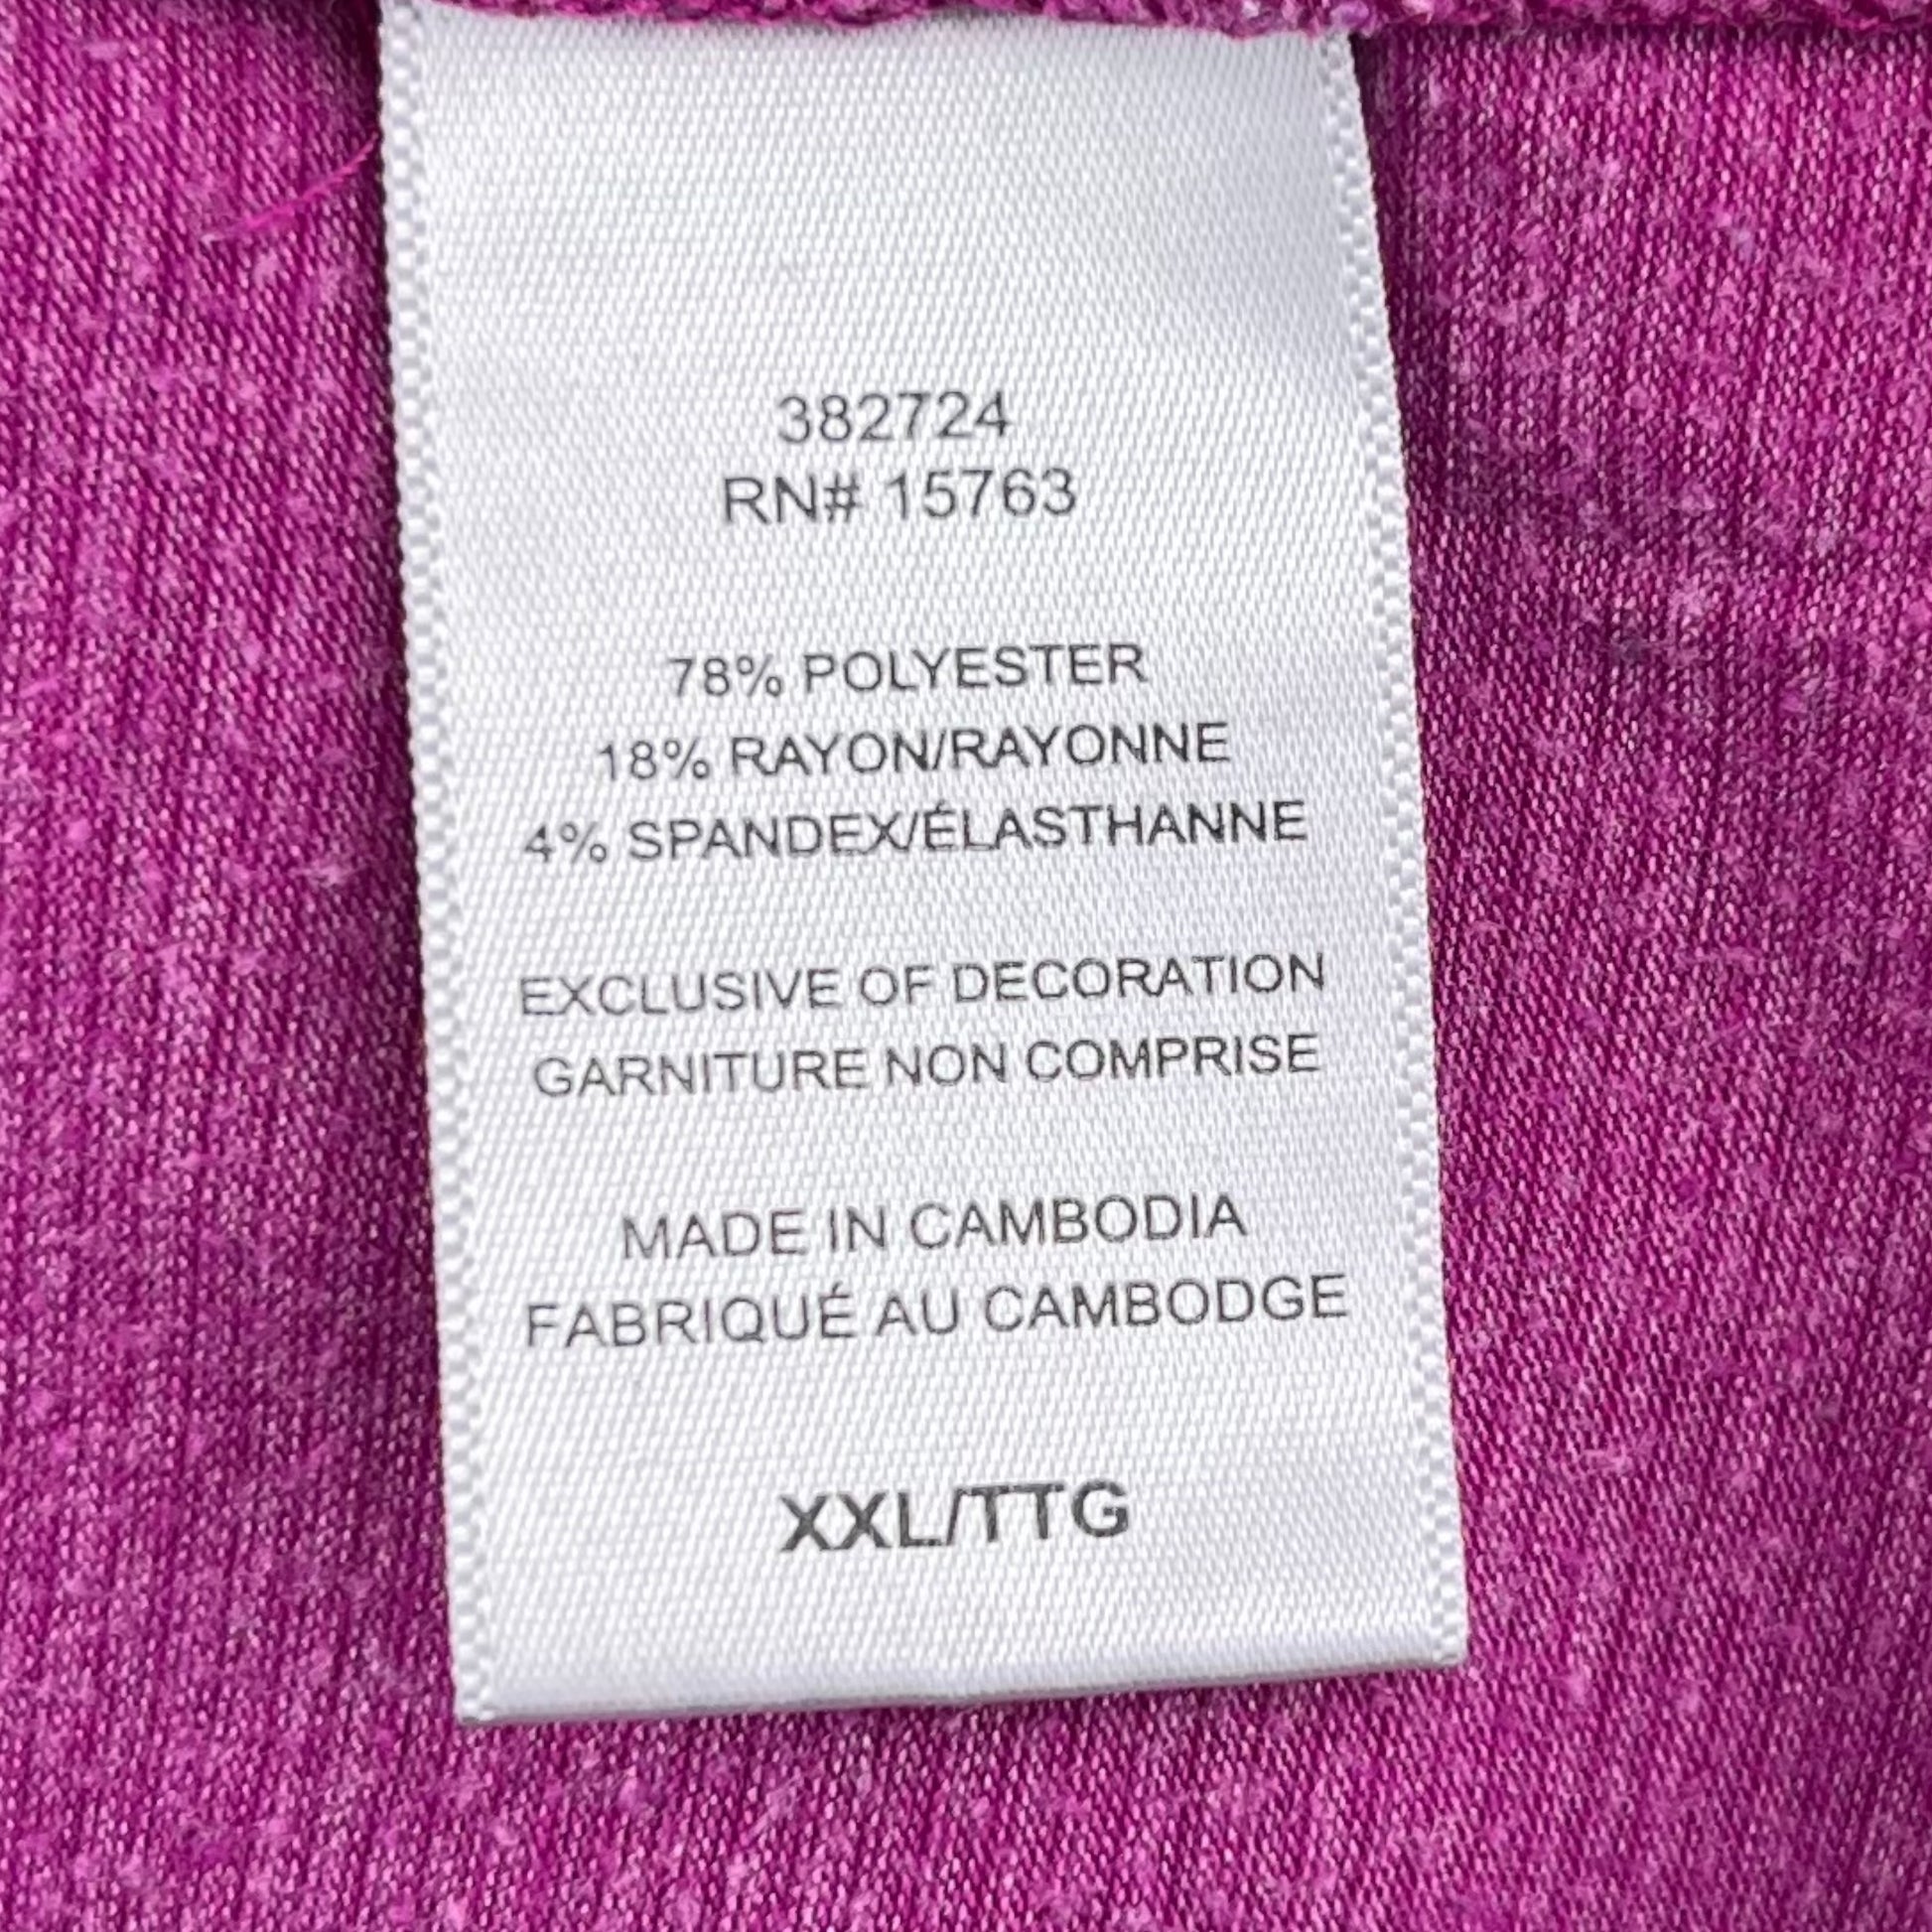 382724
RN# 15763
78% POLYESTER
18% RAYON/RAYONNE
4% SPANDEX/ÉLASTHANNE
EXCLUSIVE OF DECORATION
GARNITURE NON COMPRISE
MADE IN CAMBODIA
FABRIQUÉ AU CAMBODGE
XXL/TTG